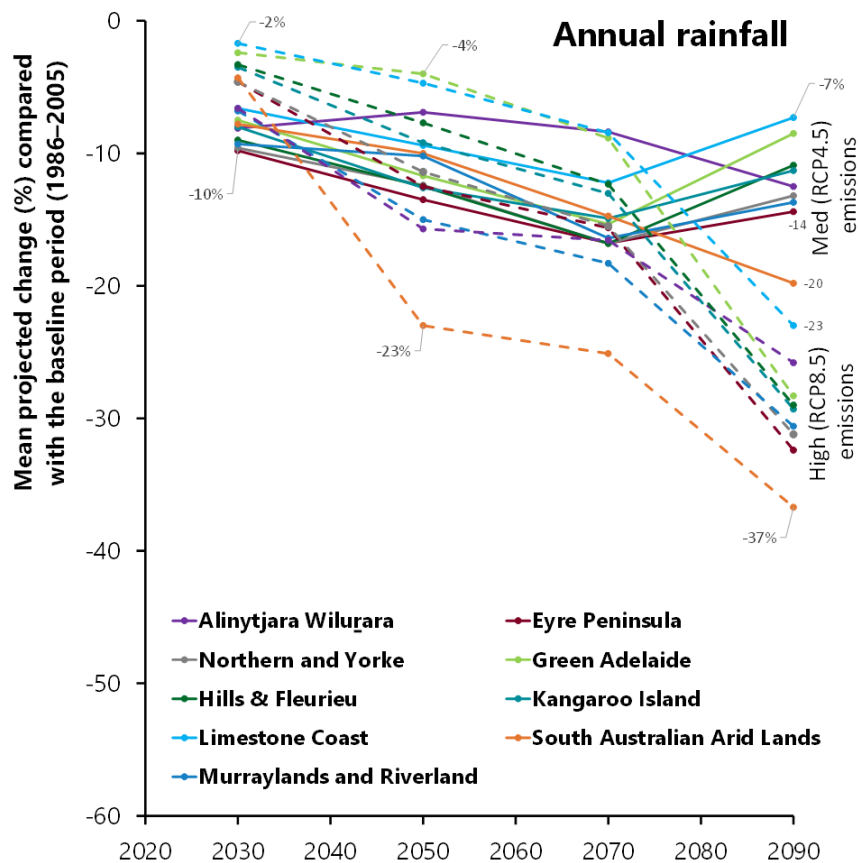 Annual rainfall
Mean projected change (%) compared
with the baseline period (1986–2005)
0
-10
-20
-30
-40
-50
-60
2020
2030
2040
2050
2060
2070
2080
2090
-2%
-4%
-7%
-10%
-14
-20
-23
-23%
-37%
Med (RCP4.5)
emissions
High (RCP8.5)
emissions
Alinytjara Wiluṟara
Eyre Peninsula
Northern and Yorke
Green Adelaide
Hills & Fleurieu
Kangaroo Island
Limestone Coast
South Australian Arid Lands
Murraylands and Riverland